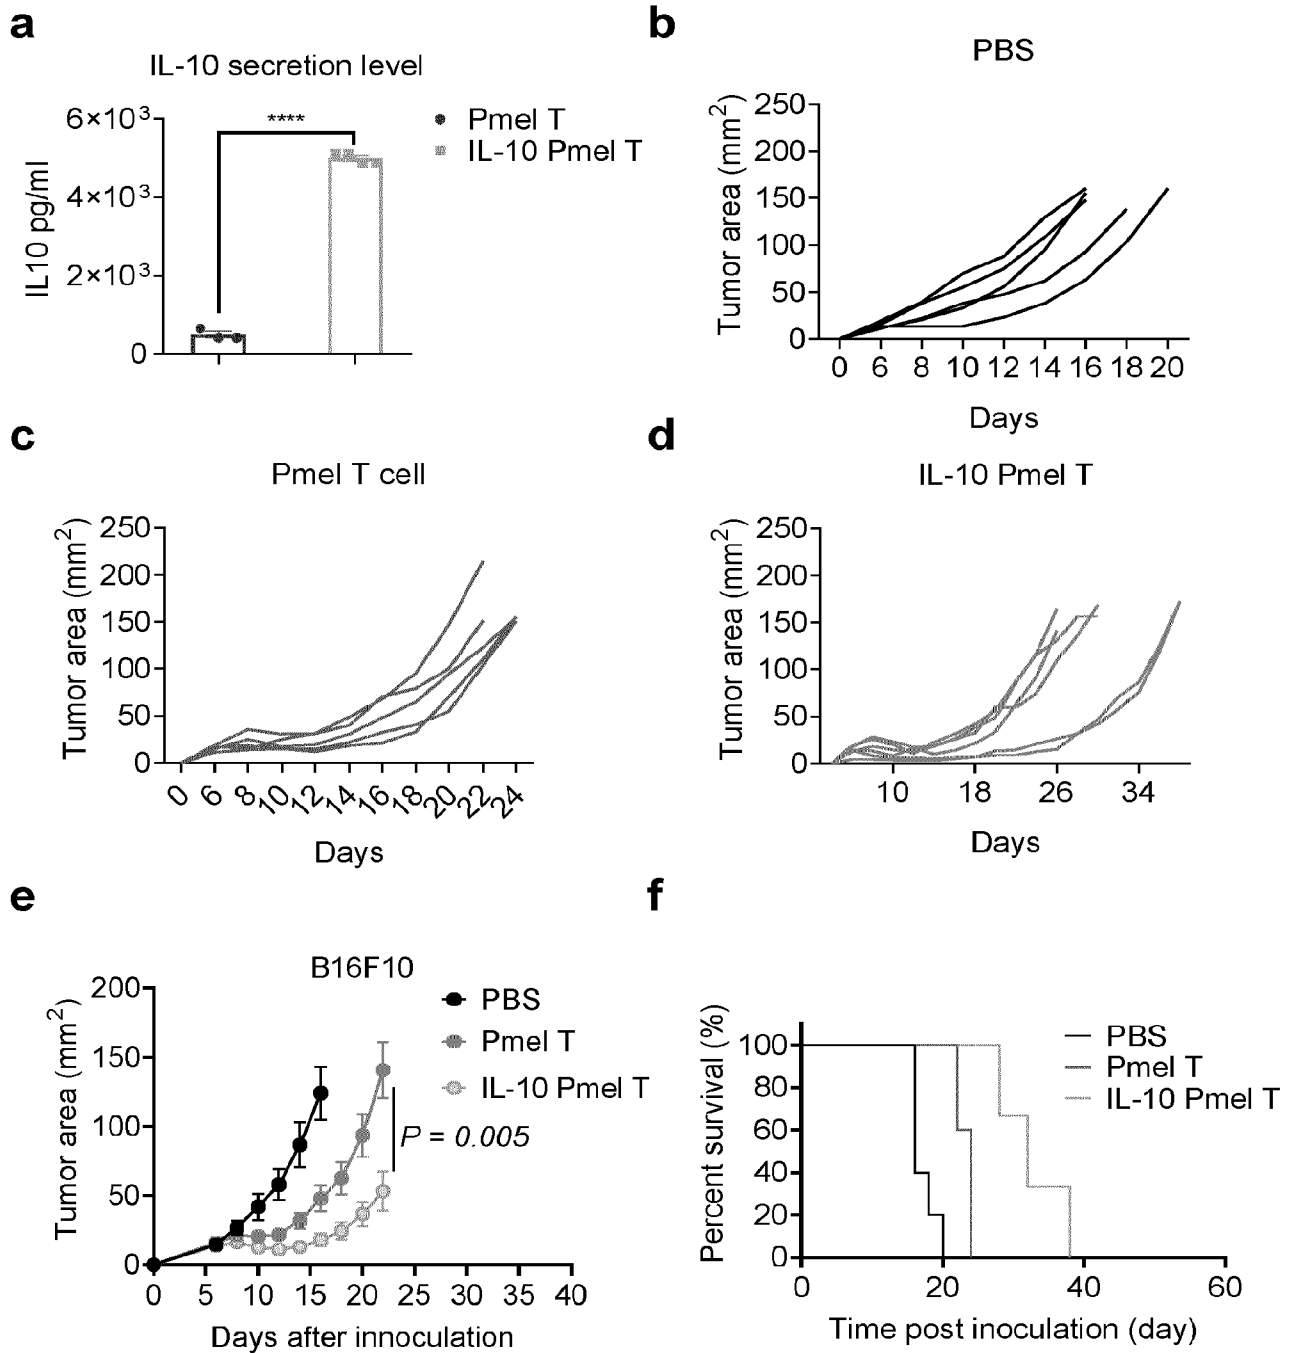 a
IL-10 secretion level
6×10³
4×10³
2×10³
0
IL10 pg/ml
****
Pmel T
IL-10 Pmel T
b
PBS
250
200
150
100
50
0
Tumor area (mm²)
0 6 8 10 12 14 16 18 20
Days
c
Pmel T cell
250
200
150
100
50
0
Tumor area (mm²)
0 6 8 10 12 14 16 18 20 22 24
Days
d
IL-10 Pmel T
250
200
150
100
50
0
Tumor area (mm²)
10 18 26 34
Days
e
B16F10
200
150
100
50
0
Tumor area (mm²)
PBS
Pmel T
IL-10 Pmel T
P = 0.005
0 5 10 15 20 25 30 35 40
Days after innoculation
f
100
80
60
40
20
0
Percent survival (%)
PBS
Pmel T
IL-10 Pmel T
0 20 40 60
Time post inoculation (day)